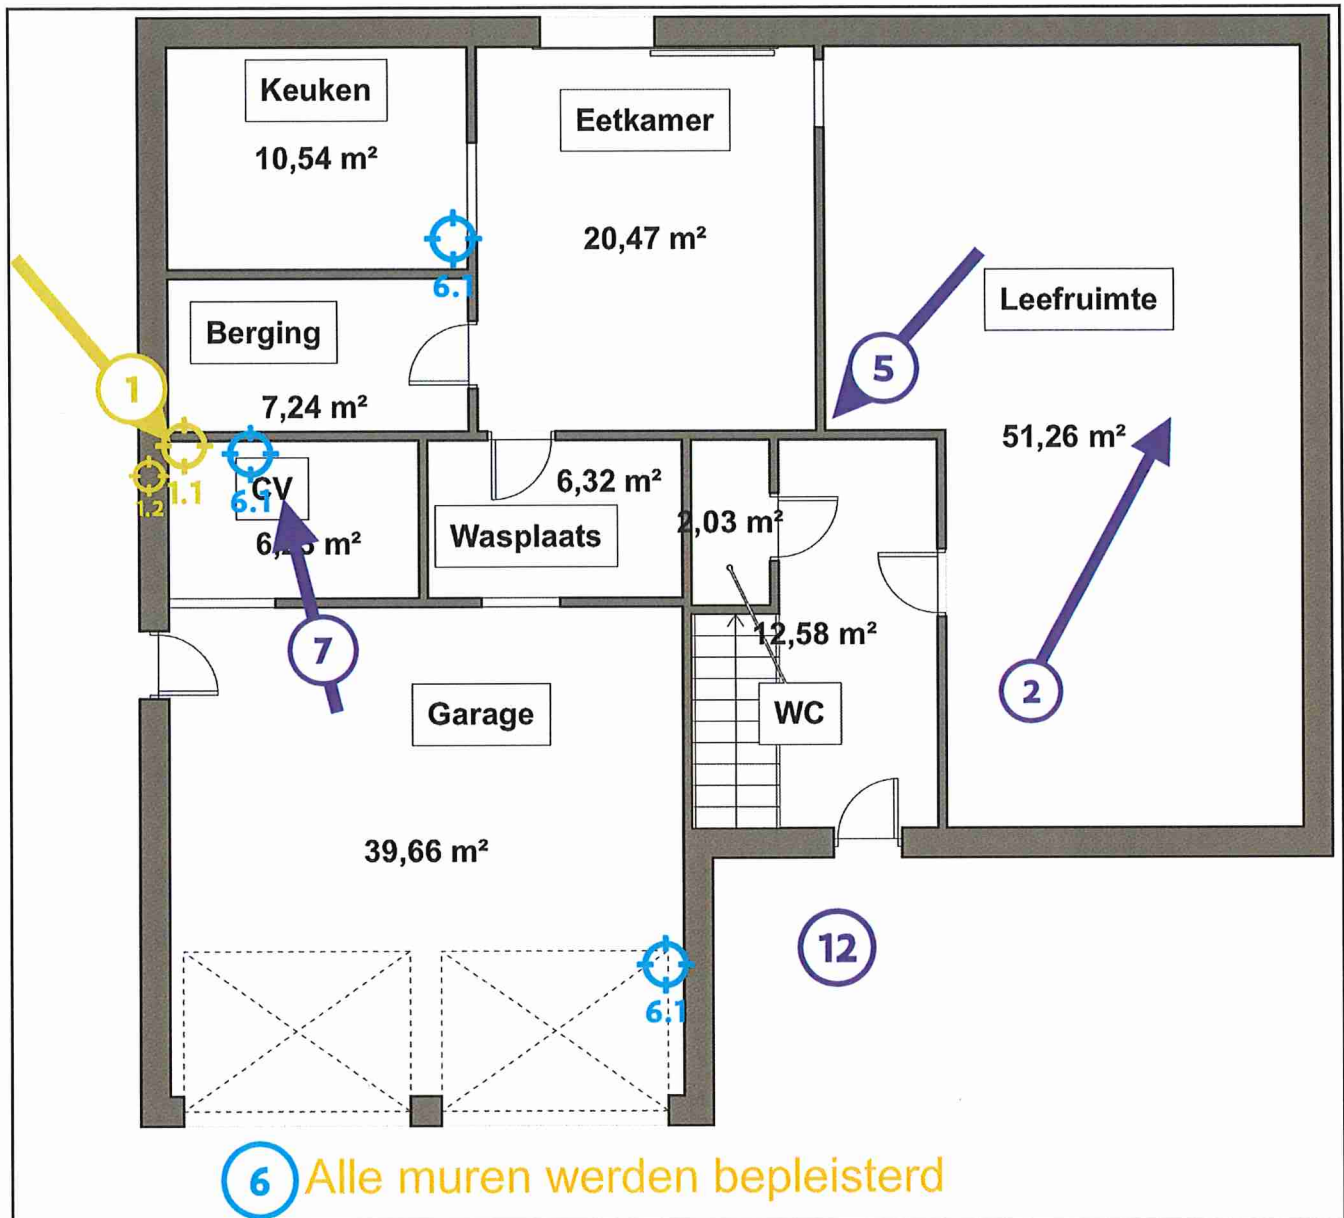 Keuken
10,54 m²
Eetkamer
20,47 m²
6.1
Leefruimte
51,26 m²
Berging
7,24 m²
1
5
1.1
1.2
CV
6.1
6,32 m²
Wasplaats
2,03 m²
12,58 m²
7
2
Garage
WC
39,66 m²
12
6.1
6 Alle muren werden bepleisterd